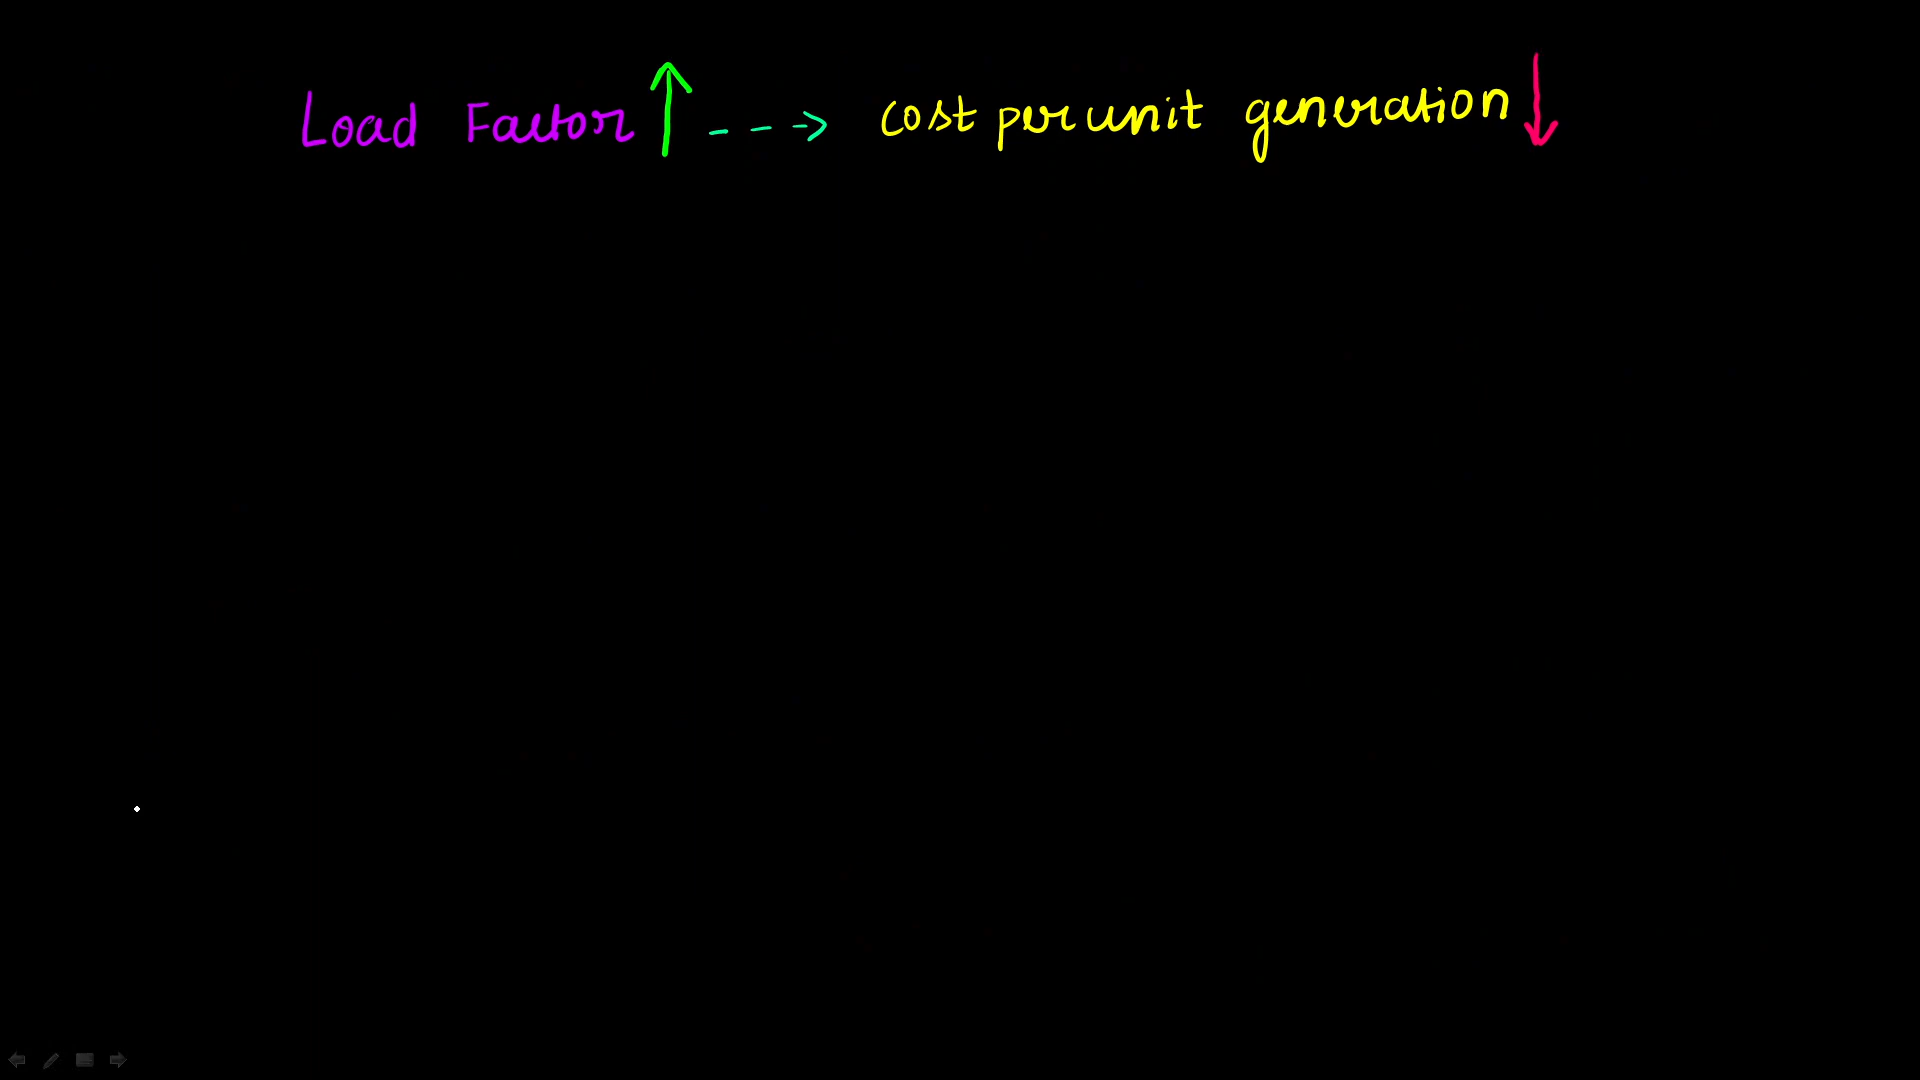 Load Factor ↑ ---> cost per unit generation ↓